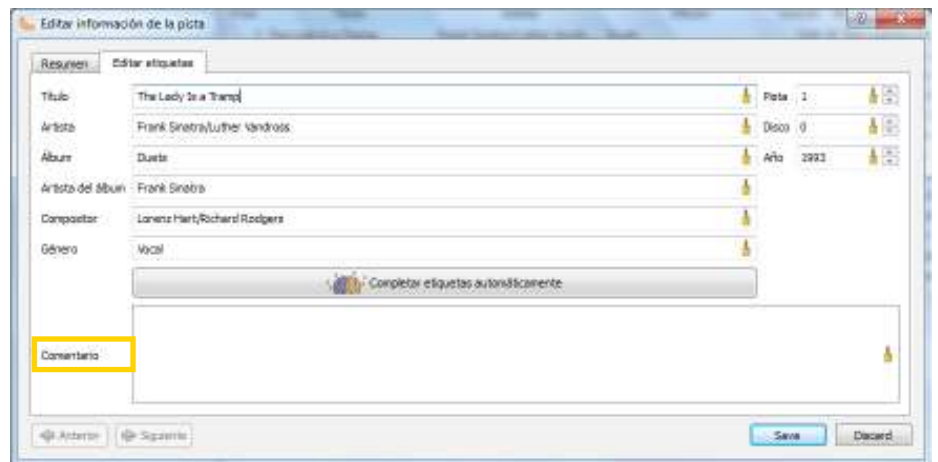 Editar información de la pista
Resumen Editar etiquetas
Título The Lady Is a Tramp Pista 1
Artista Frank Sinatra/Luther Vandross Disco 0
Álbum Duets Año 1993
Artista del álbum Frank Sinatra
Compositor Lorenz Hart/Richard Rodgers
Género Vocal
Completar etiquetas automáticamente
Comentario
Anterior Siguiente Save Discard